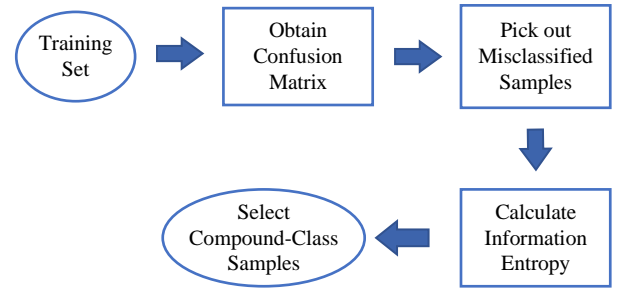 Training
Set
Obtain
Confusion
Matrix
Pick out
Misclassified
Samples
Calculate
Information
Entropy
Select
Compound-Class
Samples